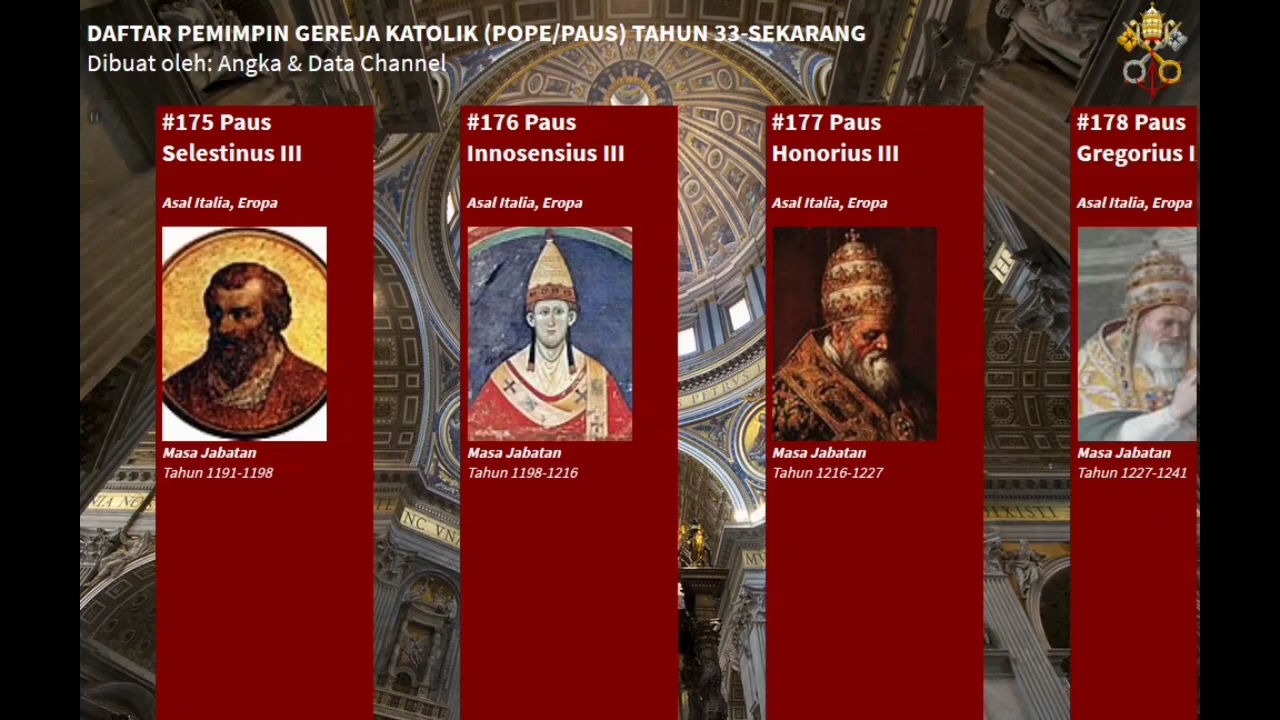 DAFTAR PEMIMPIN GEREJA KATOLIK (POPE/PAUS) TAHUN 33-SEKARANG
Dibuat oleh: Angka & Data Channel
#175 Paus
Selestinus III
Asal Italia, Eropa
Masa Jabatan
Tahun 1191-1198
#176 Paus
Innosensius III
Asal Italia, Eropa
Masa Jabatan
Tahun 1198-1216
#177 Paus
Honorius III
Asal Italia, Eropa
Masa Jabatan
Tahun 1216-1227
#178 Paus
Gregorius I
Asal Italia, Eropa
Masa Jabatan
Tahun 1227-1241
PETRVS
NC VNA